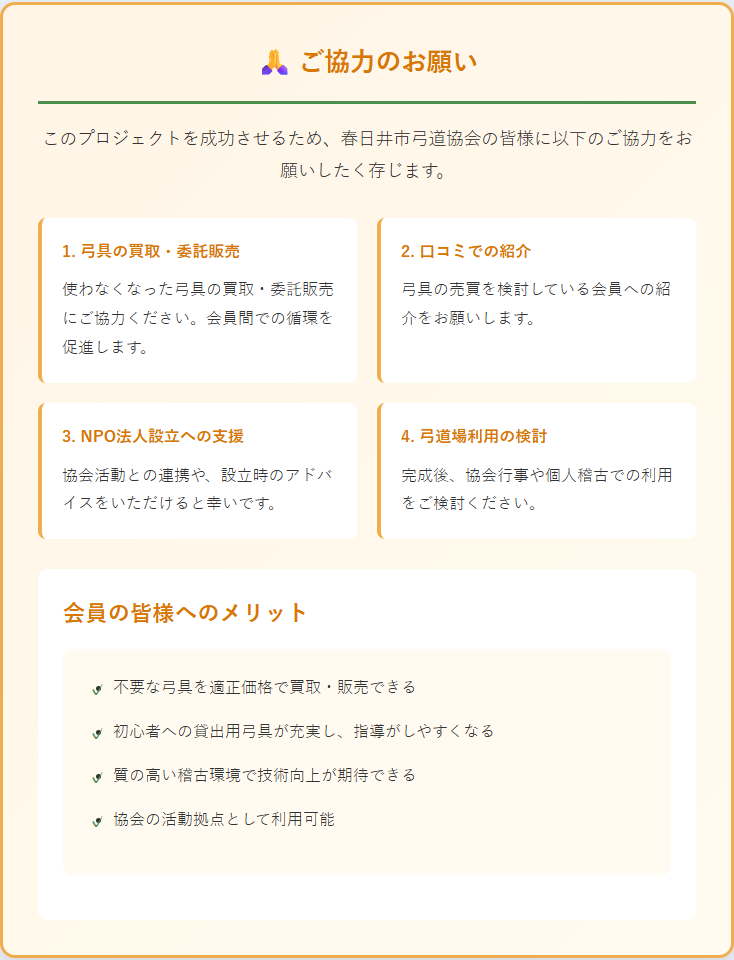 🙏 ご協力のお願い
このプロジェクトを成功させるため、春日井市弓道協会の皆様に以下のご協力をお
願いしたく存じます。
1. 弓具の買取・委託販売
使わなくなった弓具の買取・委託販売
にご協力ください。会員間での循環を
促進します。
2. 口コミでの紹介
弓具の売買を検討している会員への紹
介をお願いします。
3. NPO法人設立への支援
協会活動との連携や、設立時のアドバ
イスをいただけると幸いです。
4. 弓道場利用の検討
完成後、協会行事や個人稽古での利用
をご検討ください。
会員の皆様へのメリット
不要な弓具を適正価格で買取・販売できる
初心者への貸出用弓具が充実し、指導がしやすくなる
質の高い稽古環境で技術向上が期待できる
協会の活動拠点として利用可能